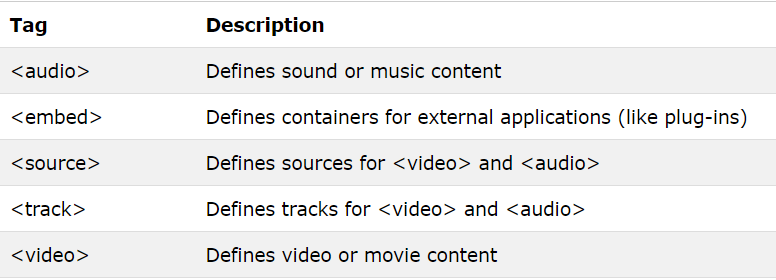 Tag Description
<audio> Defines sound or music content
<embed> Defines containers for external applications (like plug-ins)
<source> Defines sources for <video> and <audio>
<track> Defines tracks for <video> and <audio>
<video> Defines video or movie content